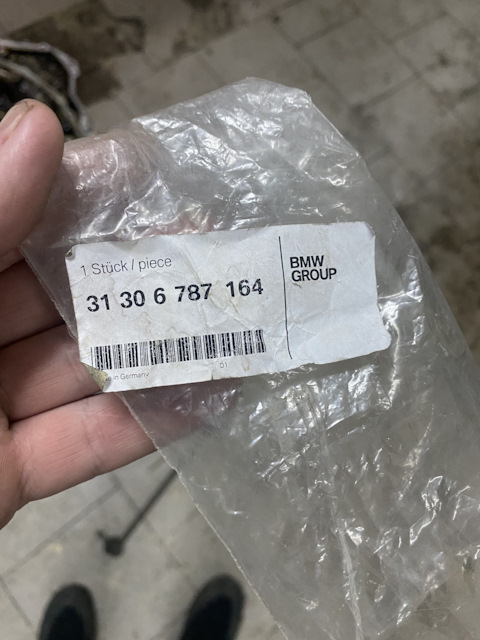 1 Stück / piece
31 30 6 787 164
BMW
GROUP
in Germany
01